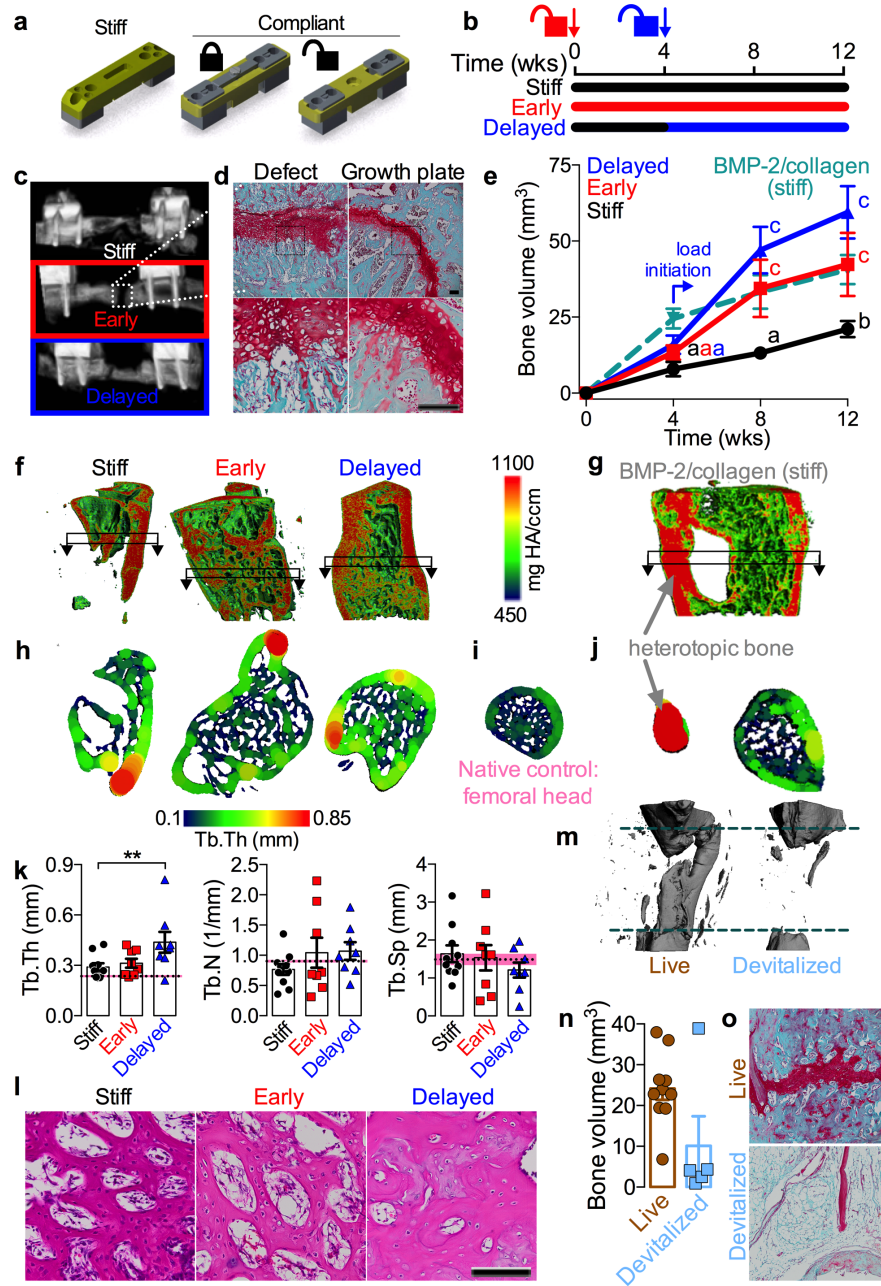 a
Stiff
Compliant
b
0
4
8
12
Time (wks)
Stiff
Early
Delayed
c
Stiff
Early
Delayed
d
Defect
Growth plate
e
Delayed
Early
Stiff
BMP-2/collagen
(stiff)
load
initiation
Bone volume (mm³)
75
50
25
0
a
a
a
a
b
c
c
c
c
0
4
8
12
Time (wks)
f
Stiff
Early
Delayed
1100
mg HA/ccm
450
g
BMP-2/collagen (stiff)
h
0.1
0.85
Tb.Th (mm)
i
Native control:
femoral head
j
heterotopic bone
k
Tb.Th (mm)
0.9
0.6
0.3
0.0
**
Stiff
Early
Delayed
Tb.N (1/mm)
2.5
2.0
1.5
1.0
0.5
0.0
Stiff
Early
Delayed
Tb.Sp (mm)
4
3
2
1
0
Stiff
Early
Delayed
l
Stiff
Early
Delayed
m
Live
Devitalized
n
Bone volume (mm³)
40
30
20
10
0
Live
Devitalized
o
Live
Devitalized